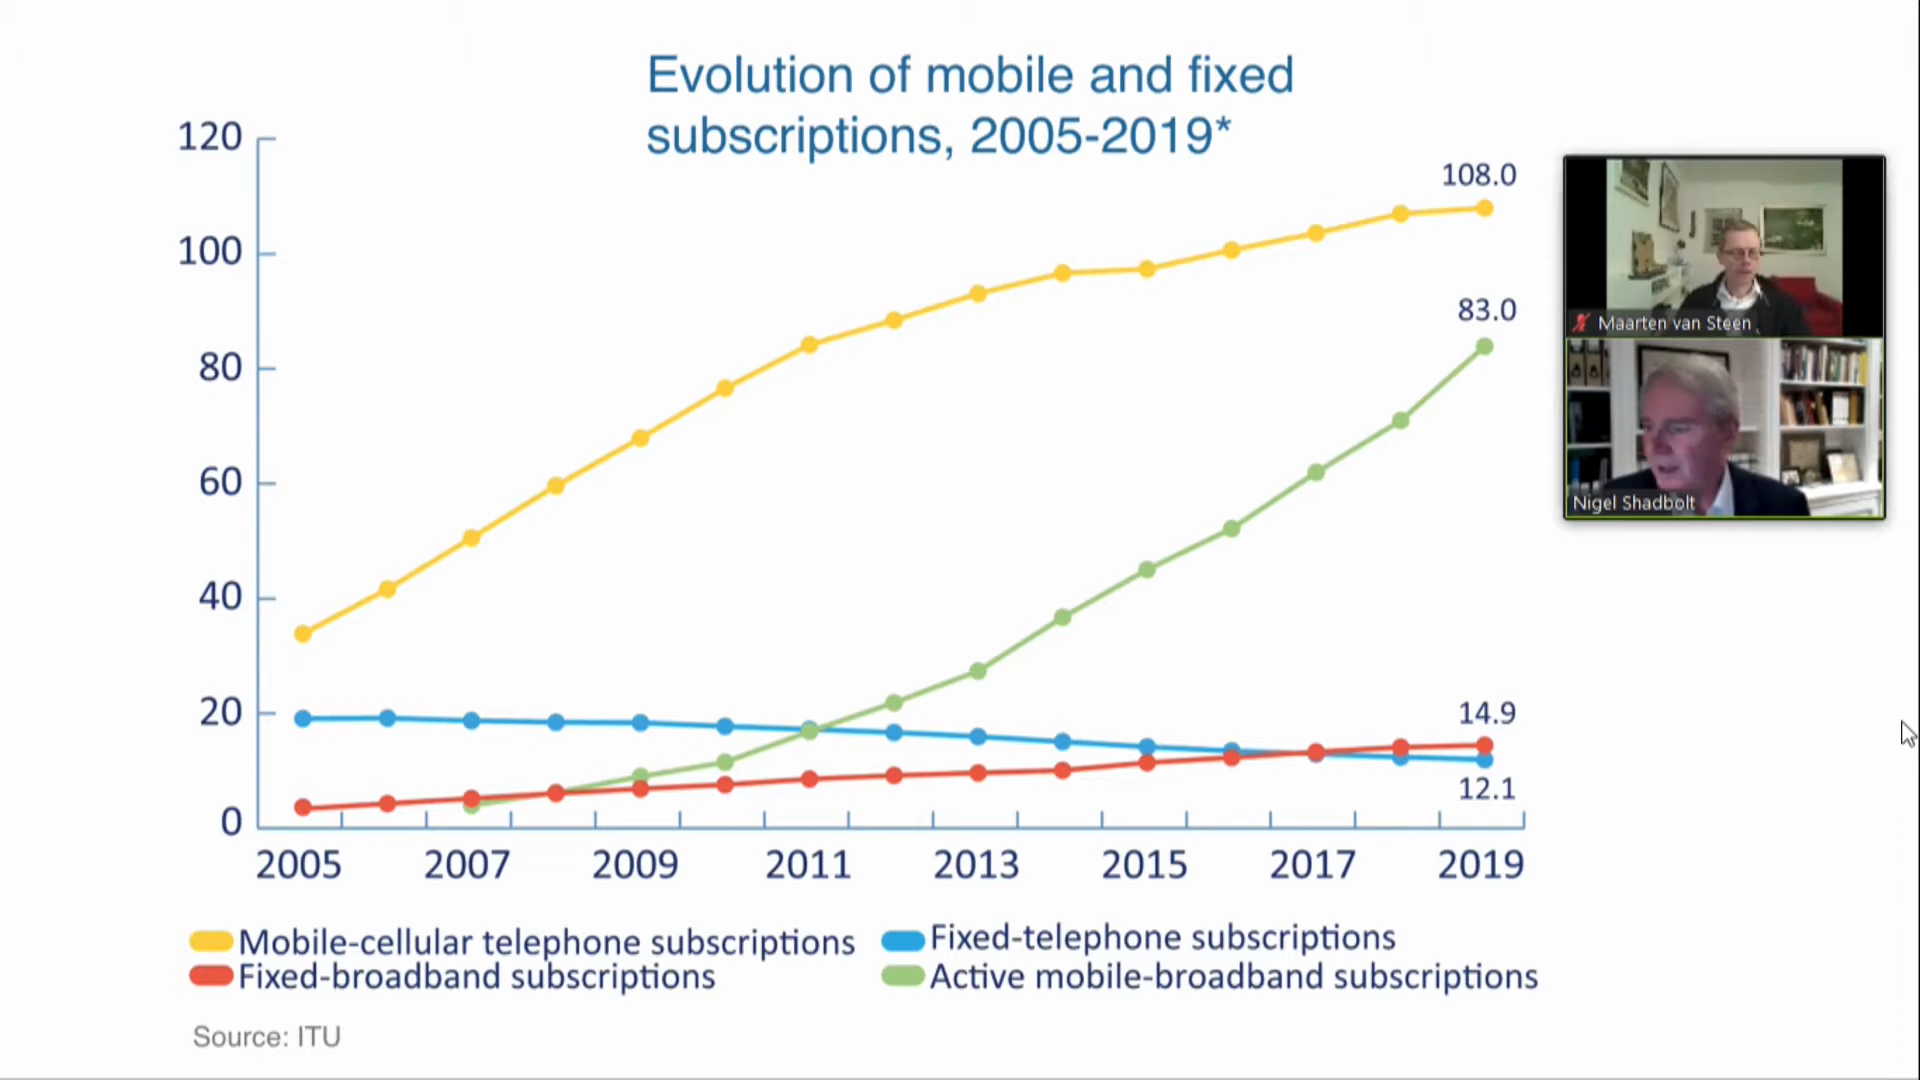 Evolution of mobile and fixed
subscriptions, 2005-2019*
120
100
80
60
40
20
0
108.0
83.0
14.9
12.1
2005 2007 2009 2011 2013 2015 2017 2019
Mobile-cellular telephone subscriptions
Fixed-telephone subscriptions
Fixed-broadband subscriptions
Active mobile-broadband subscriptions
Source: ITU
Maarten van Steen
Nigel Shadbolt